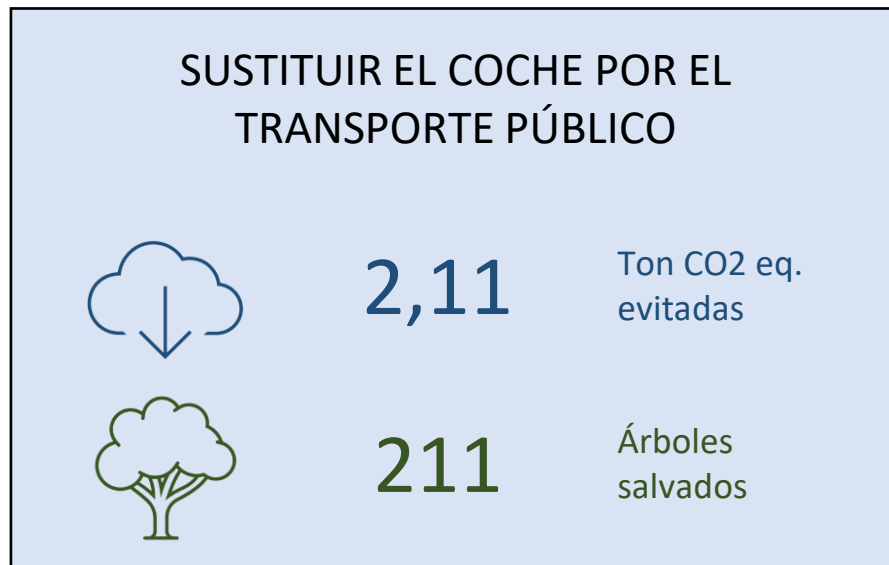 SUSTITUIR EL COCHE POR EL
TRANSPORTE PÚBLICO
2,11
Ton CO2 eq.
evitadas
211
Árboles
salvados